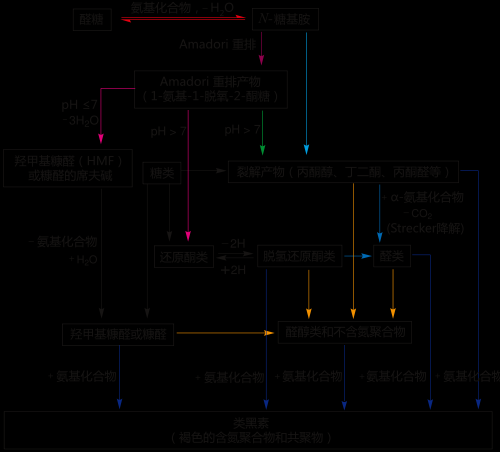 醛糖
氨基化合物，-H₂O
N-糖基胺
Amadori 重排
Amadori 重排产物
（1-氨基-1-脱氧-2-酮糖）
pH ≤7
-3H₂O
pH > 7
pH > 7
羟甲基糠醛（HMF）
或糠醛的席夫碱
糖类
裂解产物（丙酮醇、丁二酮、丙酮醛等）
+ α-氨基化合物
- CO₂
(Strecker降解)
—氨基化合物
+ H₂O
还原酮类
-2H
+2H
脱氢还原酮类
醛类
羟甲基糠醛或糠醛
醛醇类和不含氮聚合物
+ 氨基化合物
+ 氨基化合物
+ 氨基化合物
+ 氨基化合物
+ 氨基化合物
类黑素
（褐色的含氮聚合物和共聚物）